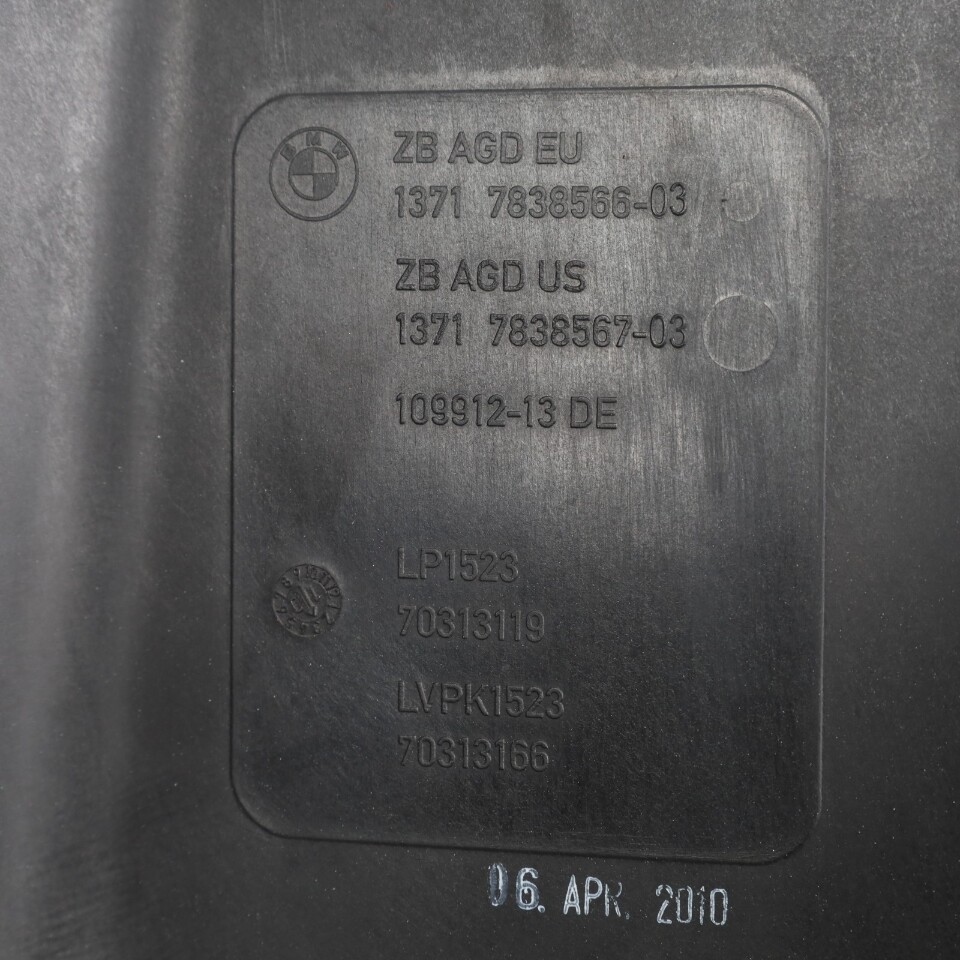 BMW
ZB AGD EU
1371 7838566-03
ZB AGD US
1371 7838567-03
109912-13 DE
LP1523
70313119
LVPK1523
70313166
06. APR. 2010